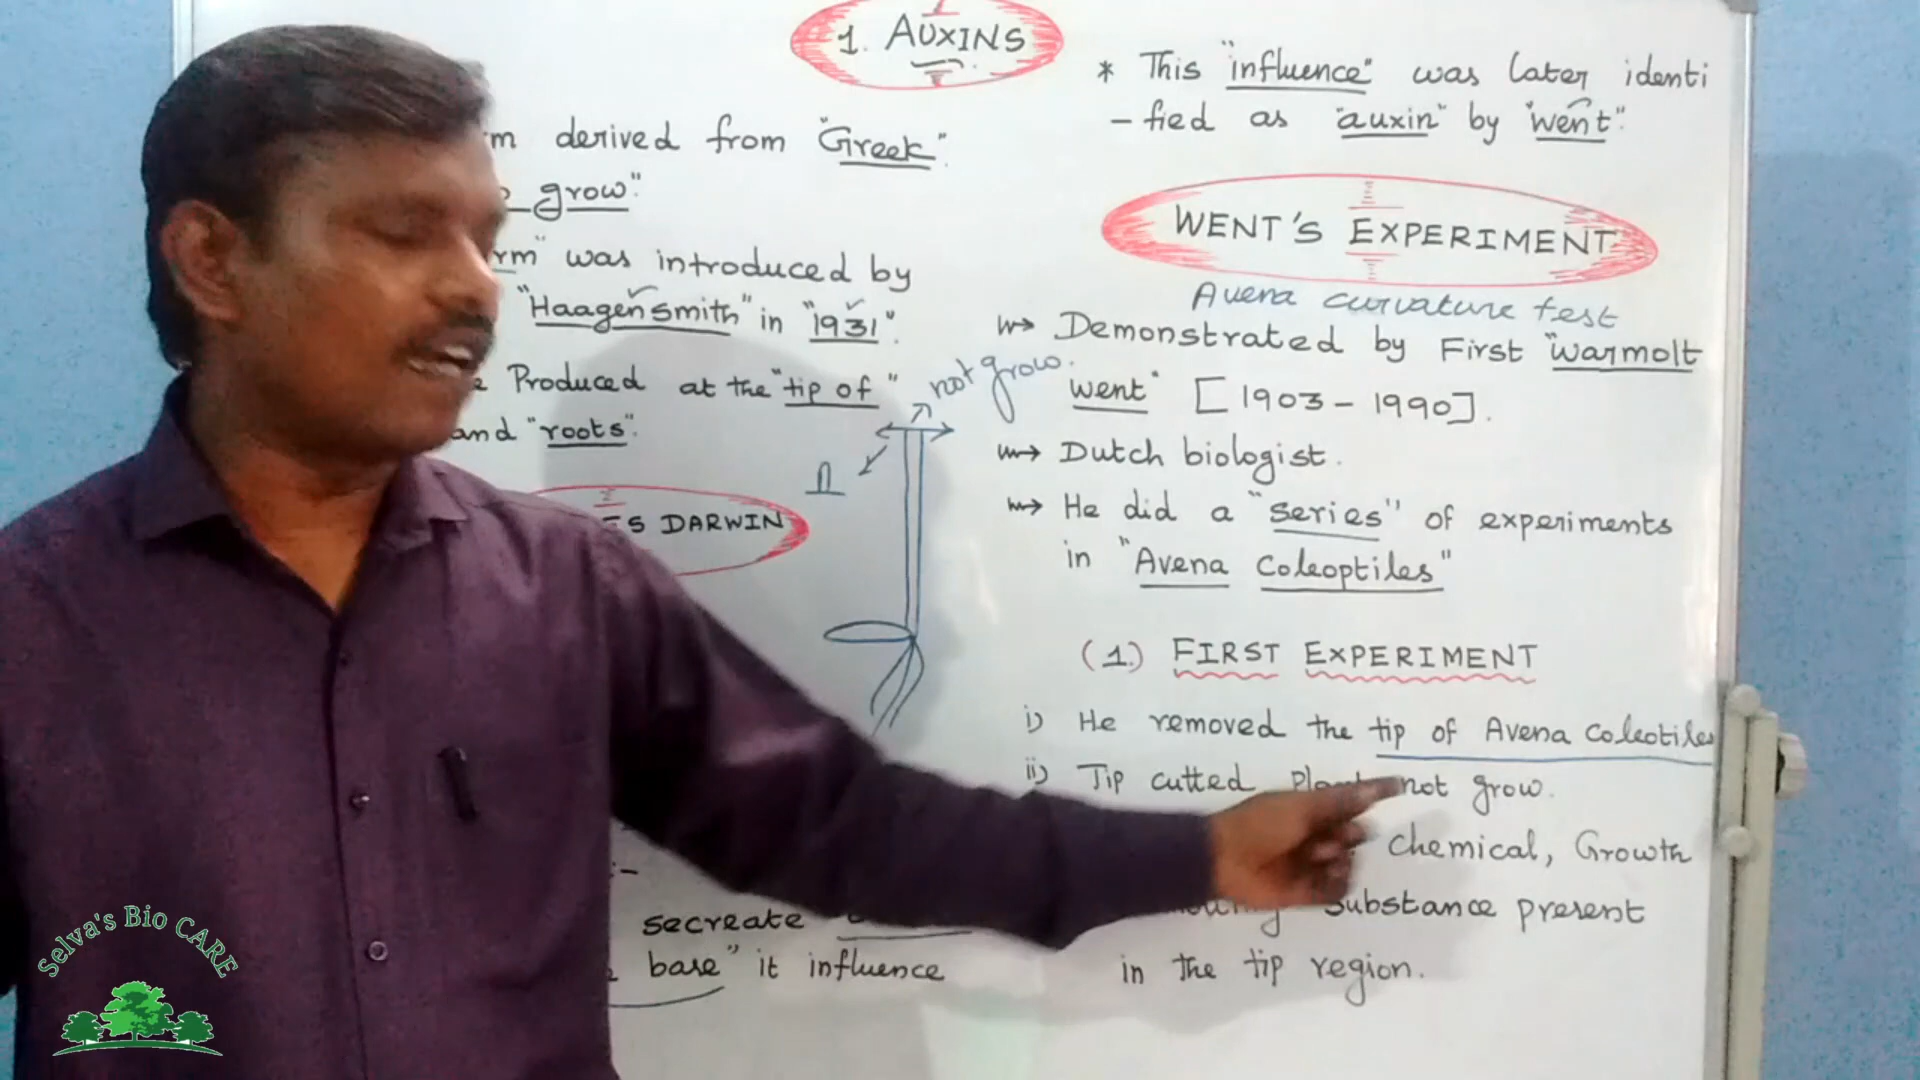 1. AUXINS
m derived from "Greek"
grow"
rm" was introduced by
"Haagensmith" in "1931".
Produced at the "tip of"
and "roots".
ES DARWIN
secreate
base" it influence
not grow.
* This "influence" was later identi
-fied as "auxin" by "went".
WENT'S EXPERIMENT
Avena curvature test
Demonstrated by First "Warmolt
went" [1903-1990].
Dutch biologist.
He did a "series" of experiments
in "Avena Coleoptiles"
(1.) FIRST EXPERIMENT
i) He removed the tip of Avena Coleotiles
ii) Tip cutted not grow.
chemical, Growth
Substance present
in the tip region.
Selva's Bio CARE